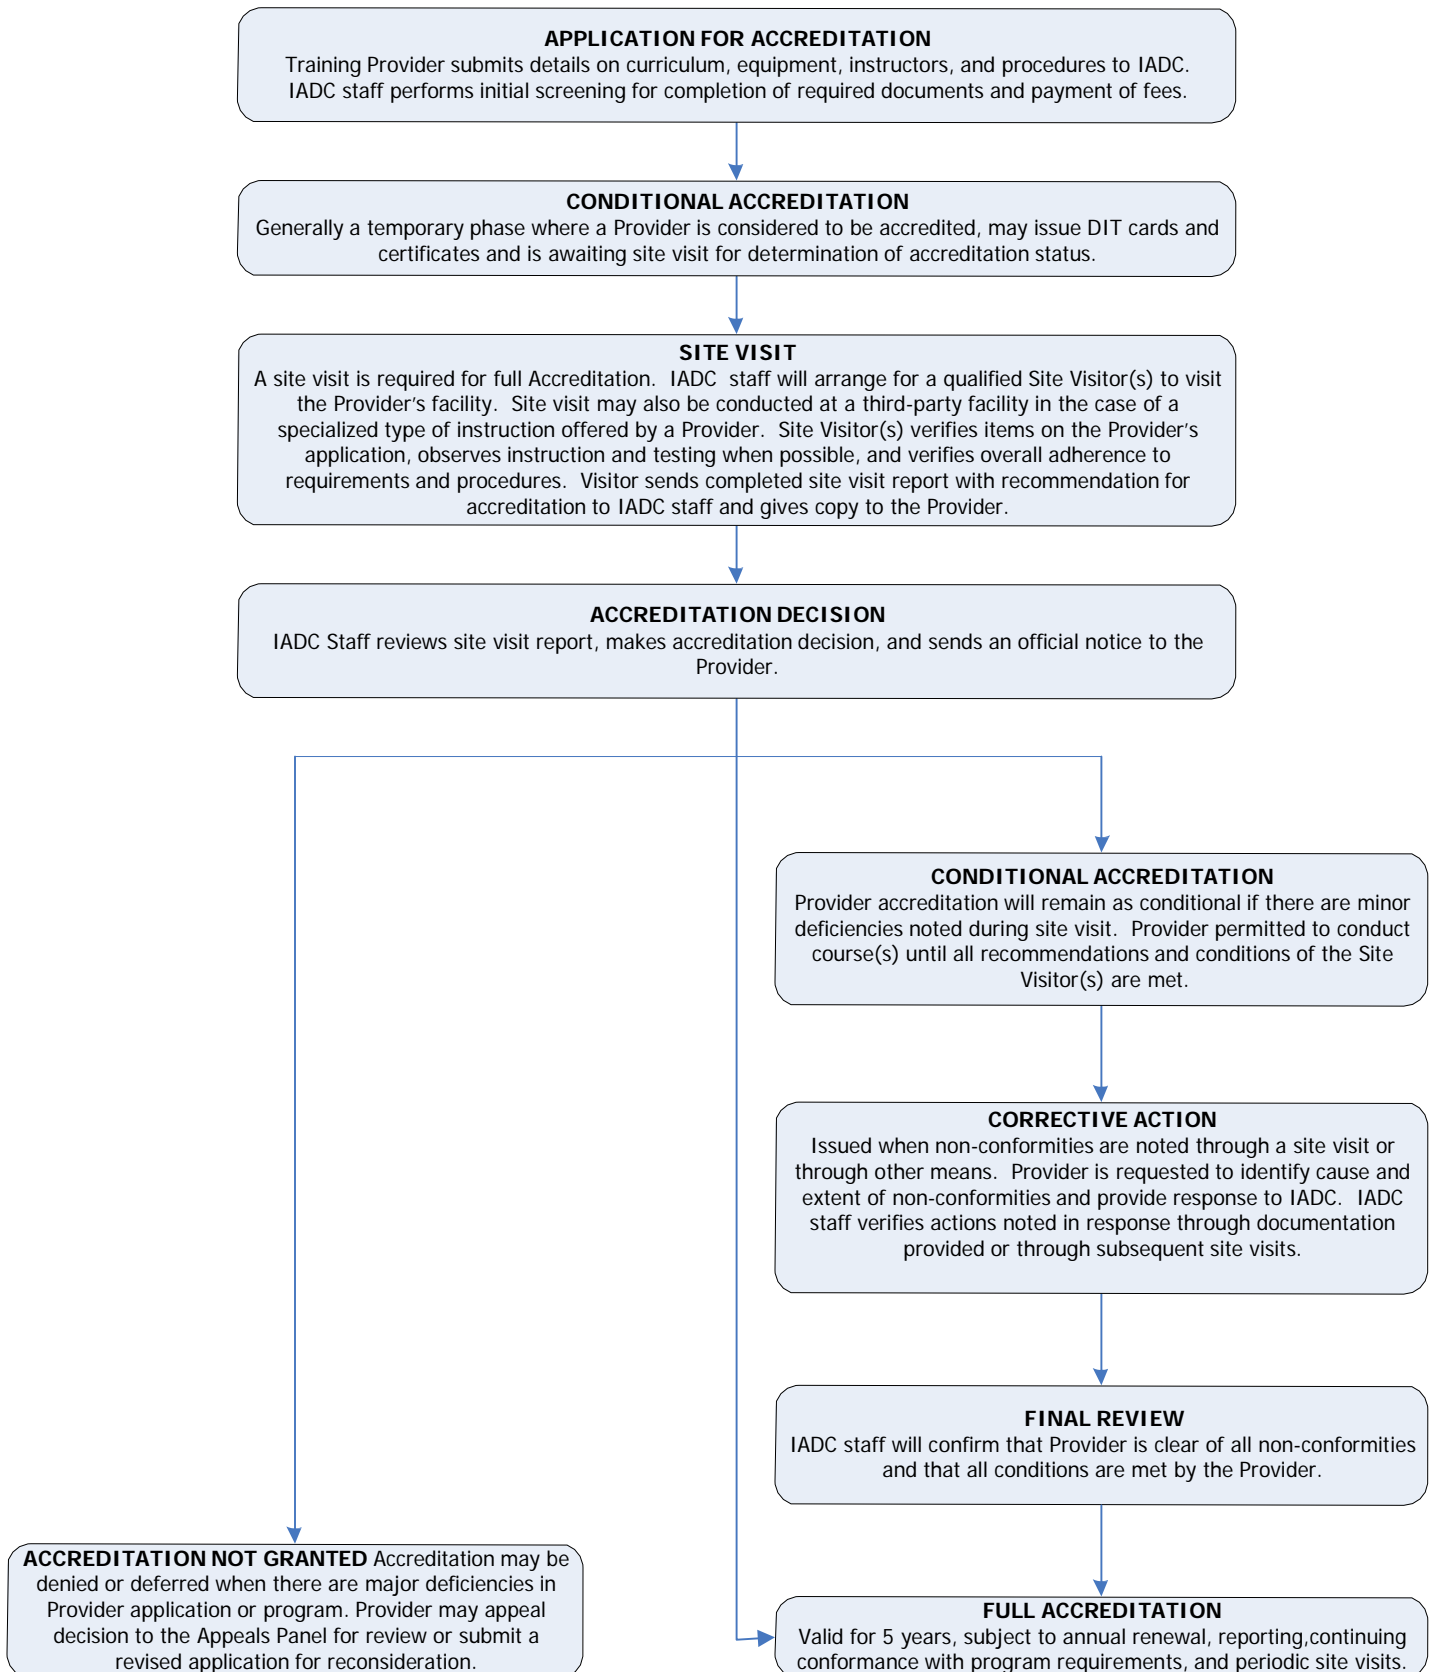 APPLICATION FOR ACCREDITATION
Training Provider submits details on curriculum, equipment, instructors, and procedures to IADC.
IADC staff performs initial screening for completion of required documents and payment of fees.
CONDITIONAL ACCREDITATION
Generally a temporary phase where a Provider is considered to be accredited, may issue DIT cards and
certificates and is awaiting site visit for determination of accreditation status.
SITE VISIT
A site visit is required for full Accreditation.  IADC  staff will arrange for a qualified Site Visitor(s) to visit
the Provider's facility.  Site visit may also be conducted at a third-party facility in the case of a
specialized type of instruction offered by a Provider.  Site Visitor(s) verifies items on the Provider's
application, observes instruction and testing when possible, and verifies overall adherence to
requirements and procedures.  Visitor sends completed site visit report with recommendation for
accreditation to IADC staff and gives copy to the Provider.
ACCREDITATION DECISION
IADC Staff reviews site visit report, makes accreditation decision, and sends an official notice to the
Provider.
CONDITIONAL ACCREDITATION
Provider accreditation will remain as conditional if there are minor
deficiencies noted during site visit.  Provider permitted to conduct
course(s) until all recommendations and conditions of the Site
Visitor(s) are met.
CORRECTIVE ACTION
Issued when non-conformities are noted through a site visit or
through other means.  Provider is requested to identify cause and
extent of non-conformities and provide response to IADC.  IADC
staff verifies actions noted in response through documentation
provided or through subsequent site visits.
FINAL REVIEW
IADC staff will confirm that Provider is clear of all non-conformities
and that all conditions are met by the Provider.
ACCREDITATION NOT GRANTED Accreditation may be
denied or deferred when there are major deficiencies in
Provider application or program. Provider may appeal
decision to the Appeals Panel for review or submit a
revised application for reconsideration.
FULL ACCREDITATION
Valid for 5 years, subject to annual renewal, reporting,continuing
conformance with program requirements, and periodic site visits.